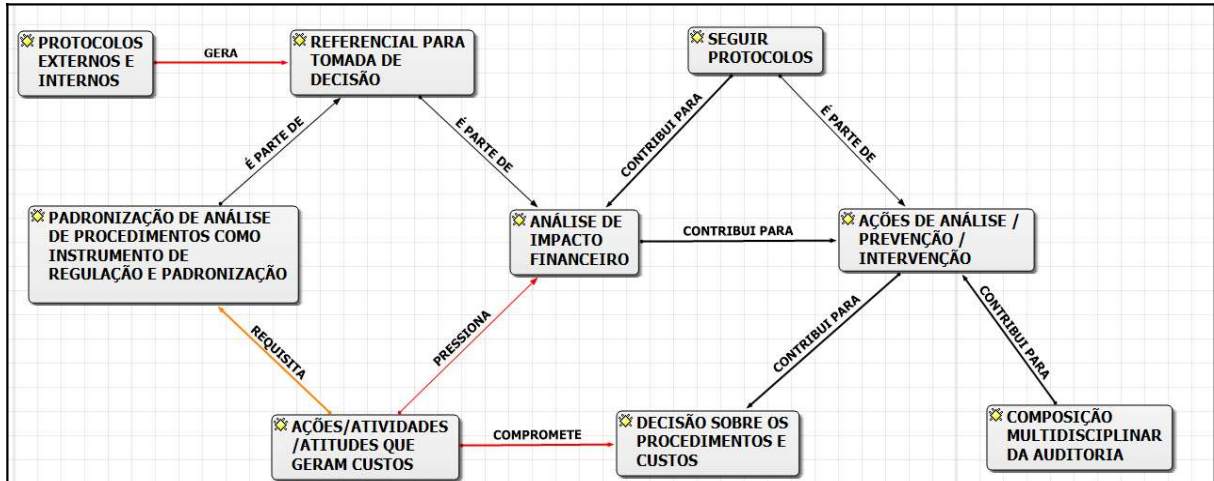 PROTOCOLOS
EXTERNOS E
INTERNOS
GERA
REFERENCIAL PARA
TOMADA DE
DECISÃO
SEGUIR
PROTOCOLOS
É PARTE DE
É PARTE DE
CONTRIBUI PARA
É PARTE DE
PADRONIZAÇÃO DE ANÁLISE
DE PROCEDIMENTOS COMO
INSTRUMENTO DE
REGULAÇÃO E PADRONIZAÇÃO
ANÁLISE DE
IMPACTO
FINANCEIRO
CONTRIBUI PARA
AÇÕES DE ANÁLISE /
PREVENÇÃO /
INTERVENÇÃO
REQUISITA
PRESSIONA
CONTRIBUI PARA
CONTRIBUI PARA
AÇÕES/ATIVIDADES
/ATITUDES QUE
GERAM CUSTOS
COMPROMETE
DECISÃO SOBRE OS
PROCEDIMENTOS E
CUSTOS
COMPOSIÇÃO
MULTIDISCIPLINAR
DA AUDITORIA